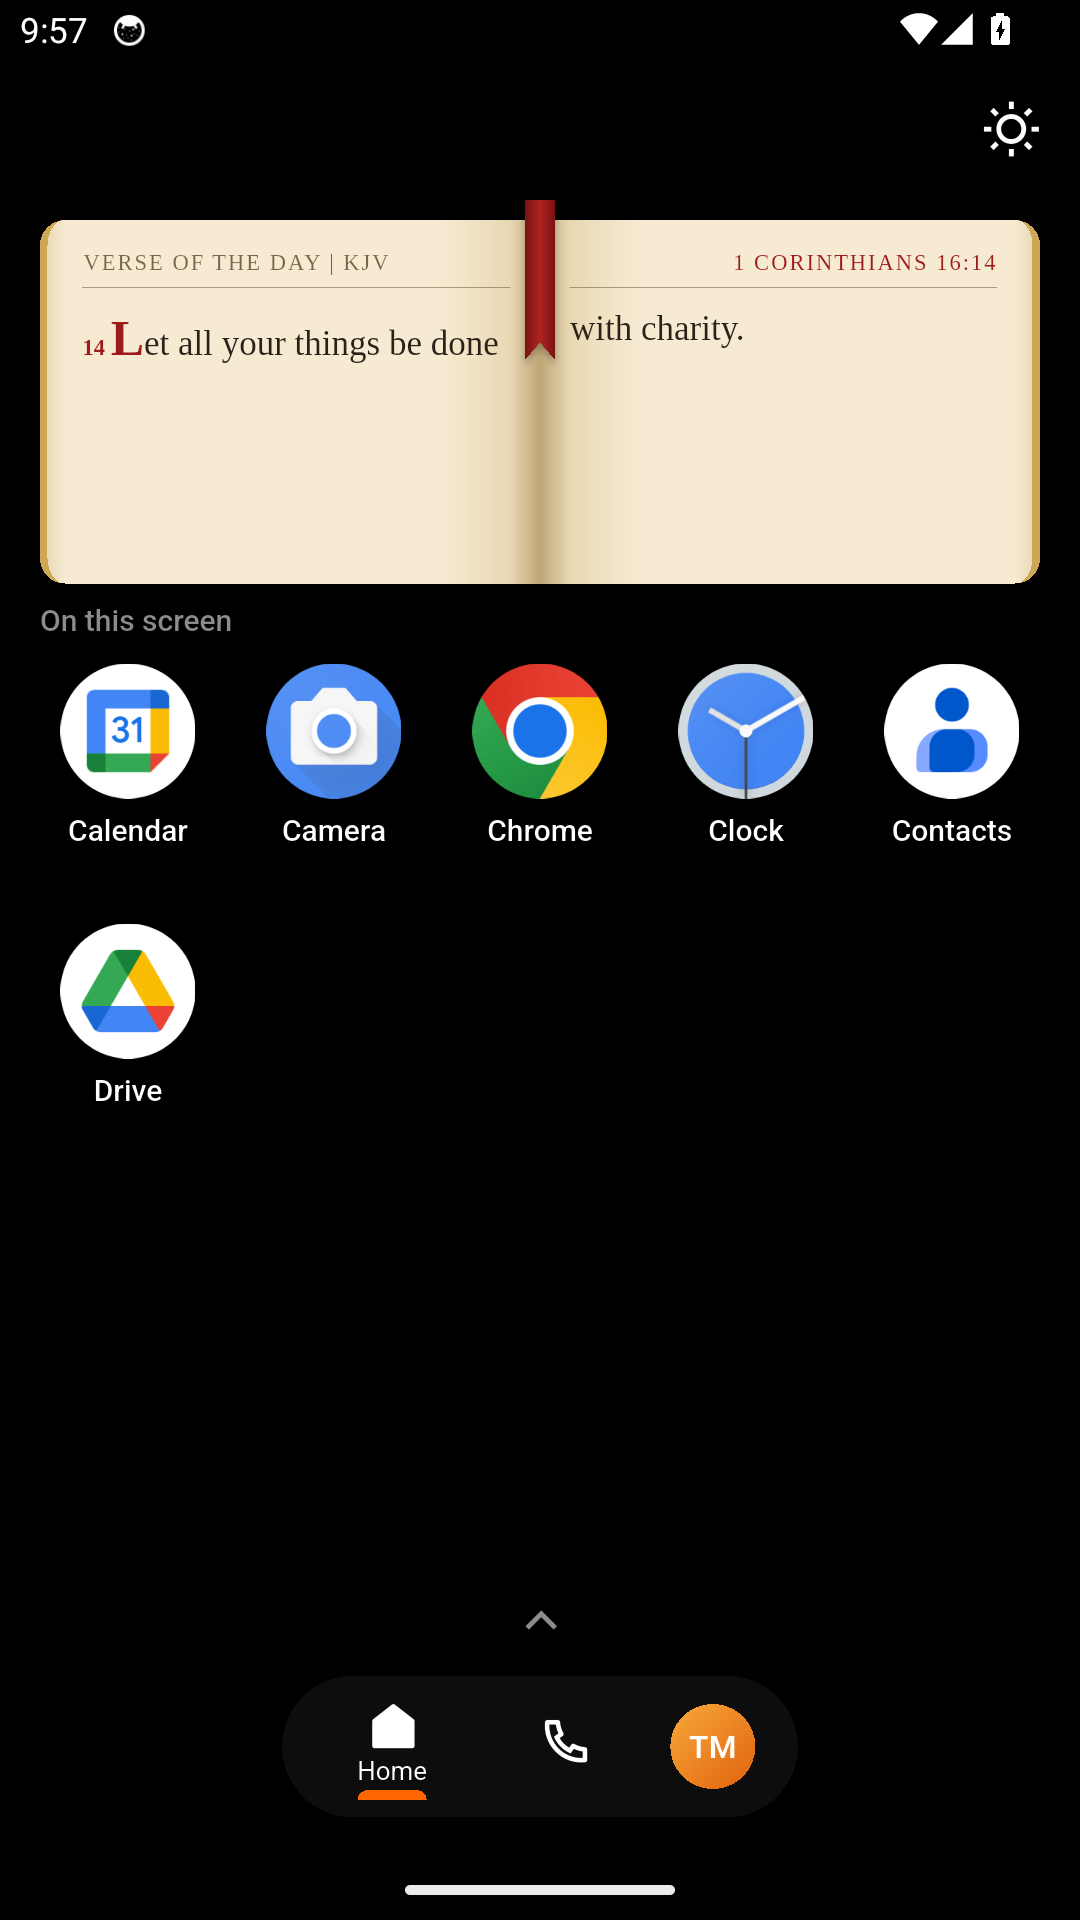 9:57
VERSE OF THE DAY | KJV
1 CORINTHIANS 16:14
14 Let all your things be done
with charity.
On this screen
31
Calendar
Camera
Chrome
Clock
Contacts
Drive
Home
TM